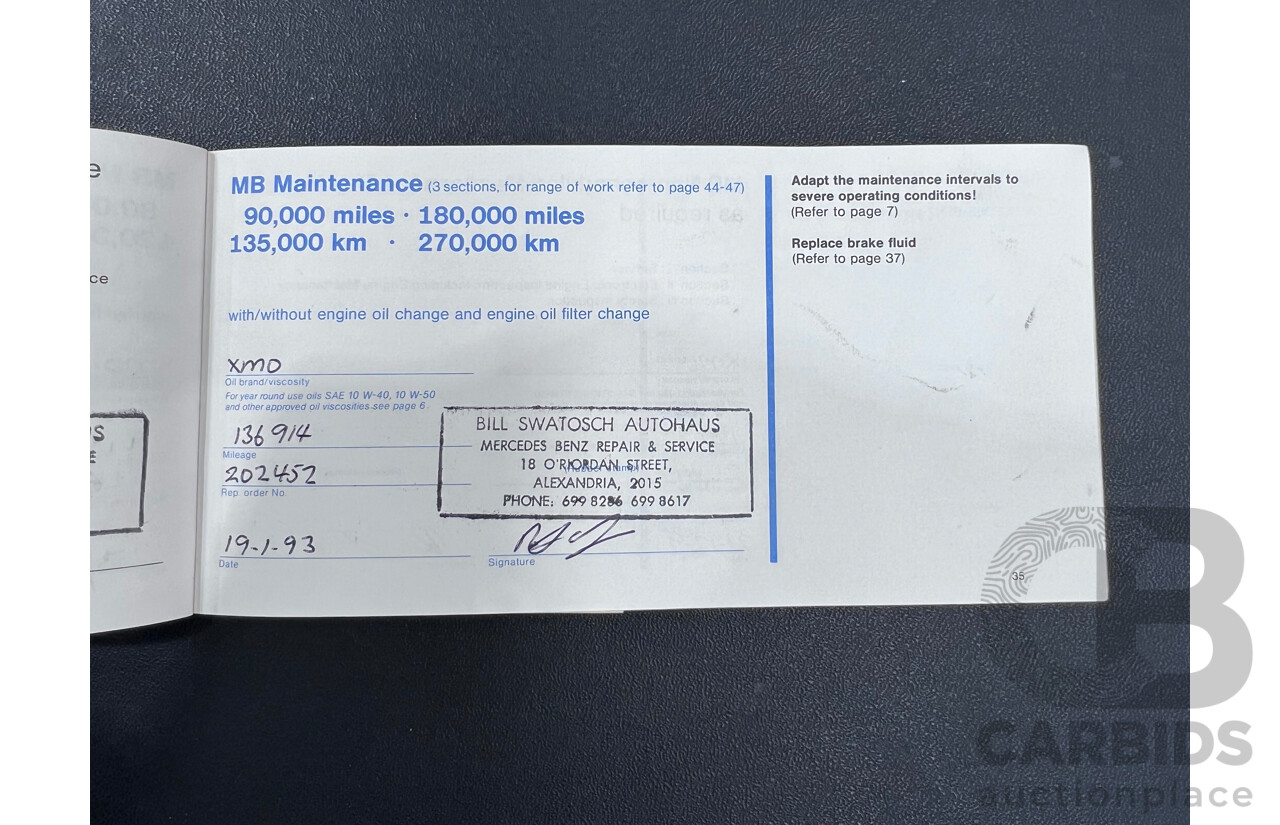 e
ce
S
MB Maintenance (3 sections, for range of work refer to page 44-47)
90,000 miles · 180,000 miles
135,000 km · 270,000 km
with/without engine oil change and engine oil filter change
XMO
Oil brand/viscosity
For year round use oils SAE 10 W-40, 10 W-50
and other approved oil viscosities see page 6
136914
Mileage
202452
Rep. order No.
19-1-93
Date
BILL SWATOSCH AUTOHAUS
MERCEDES BENZ REPAIR & SERVICE
18 O'RIORDAN STREET,
ALEXANDRIA, 2015
PHONE: 699 8286 699 8617
Signature
Adapt the maintenance intervals to
severe operating conditions!
(Refer to page 7)
Replace brake fluid
(Refer to page 37)
35
CB
CARBIDS
auctionplace